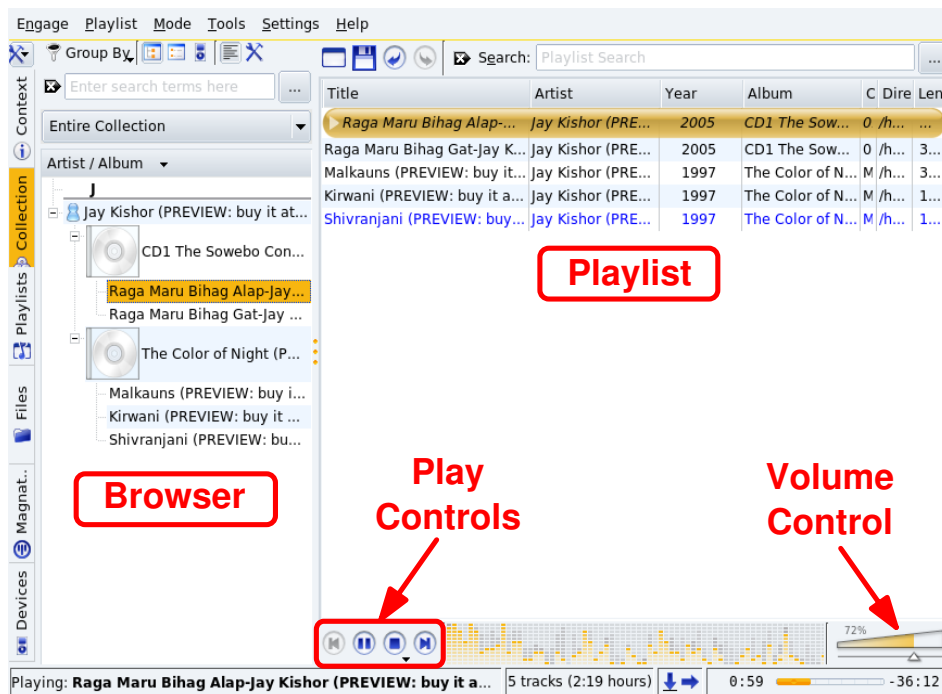 Engage Playlist Mode Tools Settings Help
Group By
Search: Playlist Search ...
Enter search terms here ...
Entire Collection
Artist / Album
J
Jay Kishor (PREVIEW: buy it at...
CD1 The Sowebo Con...
Raga Maru Bihag Alap-Jay...
Raga Maru Bihag Gat-Jay ...
The Color of Night (P...
Malkauns (PREVIEW: buy i...
Kirwani (PREVIEW: buy it ...
Shivranjani (PREVIEW: bu...
Browser
Context
Collection
Playlists
Files
Magnat..
Devices
Title Artist Year Album C Dire Len
Raga Maru Bihag Alap-... Jay Kishor (PRE... 2005 CD1 The Sow... 0 /h... ...
Raga Maru Bihag Gat-Jay K... Jay Kishor (PRE... 2005 CD1 The Sow... 0 /h... 3...
Malkauns (PREVIEW: buy it... Jay Kishor (PRE... 1997 The Color of N... M /h... 3...
Kirwani (PREVIEW: buy it a... Jay Kishor (PRE... 1997 The Color of N... M /h... 1...
Shivranjani (PREVIEW: buy... Jay Kishor (PRE... 1997 The Color of N... M /h... 1...
Playlist
Play
Controls
Volume
Control
72%
Playing: Raga Maru Bihag Alap-Jay Kishor (PREVIEW: buy it a... 5 tracks (2:19 hours) 0:59 -36:12